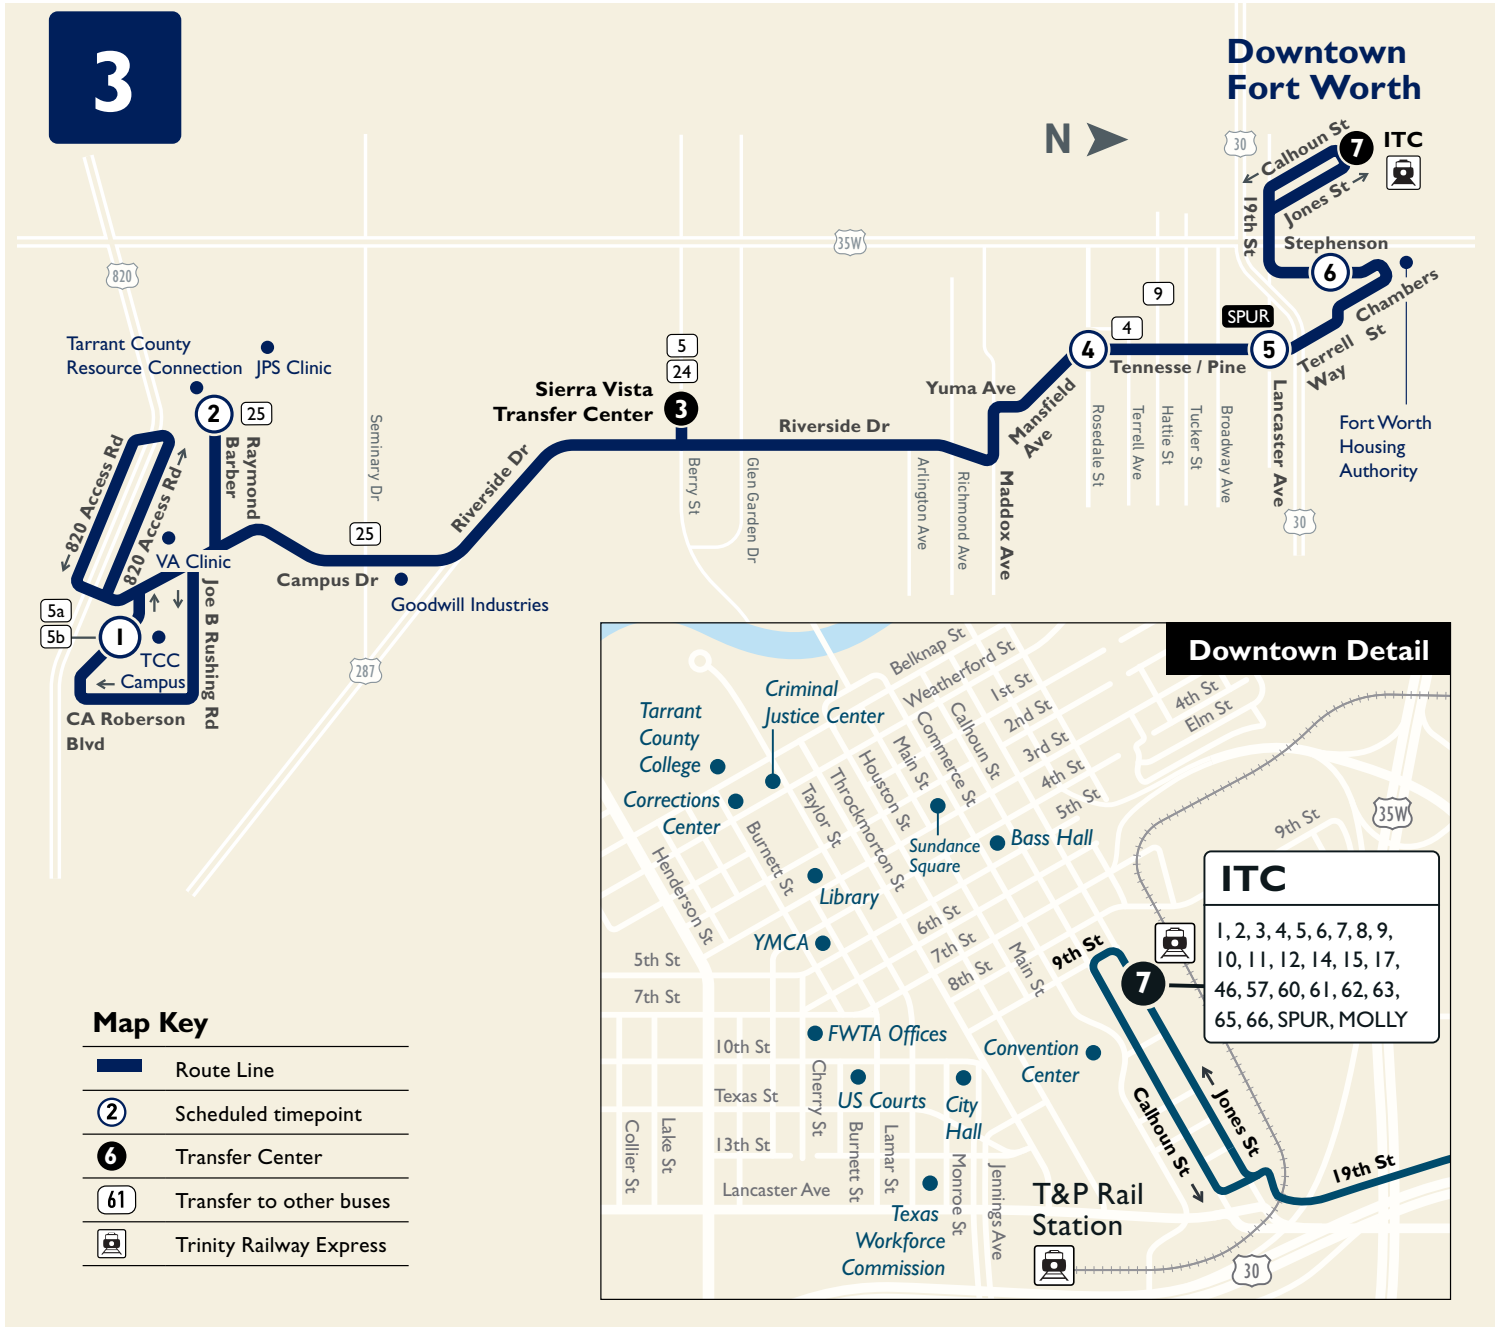 3
Downtown
Fort Worth
N
30
Calhoun St
7
ITC
Jones St
19th St
35W
Stephenson
6
820
Chambers
St
9
SPUR
4
Tarrant County
Resource Connection
JPS Clinic
5
24
4
5
Tennesse / Pine
Terrell
Way
Sierra Vista
Transfer Center
3
Yuma Ave
Mansfield
Ave
2
25
Raymond
Barber
Seminary Dr
Riverside Dr
Riverside Dr
Rosedale St
Terrell Ave
Hattie St
Tucker St
Broadway Ave
Lancaster Ave
Fort Worth
Housing
Authority
820 Access Rd
820 Access Rd
Berry St
Glen Garden Dr
Arlington Ave
Richmond Ave
Maddox Ave
30
25
VA Clinic
Campus Dr
Goodwill Industries
5a
5b
1
Joe B Rushing Rd
TCC
Campus
287
CA Roberson
Blvd
Downtown Detail
Belknap St
Weatherford St
1st St
2nd St
3rd St
4th St
5th St
4th St
Elm St
Criminal
Justice Center
Tarrant
County
College
Corrections
Center
Calhoun St
Commerce St
Main St
Houston St
Throckmorton St
Taylor St
Burnett St
Henderson St
35W
9th St
Sundance
Square
Bass Hall
Library
YMCA
6th St
7th St
8th St
Main St
9th St
7
ITC
1, 2, 3, 4, 5, 6, 7, 8, 9,
10, 11, 12, 14, 15, 17,
46, 57, 60, 61, 62, 63,
65, 66, SPUR, MOLLY
5th St
7th St
FWTA Offices
Convention
Center
10th St
Texas St
13th St
Lancaster Ave
Cherry St
US Courts
City
Hall
Collier St
Lake St
Burnett St
Lamar St
Monroe St
Jennings Ave
Calhoun St
Jones St
19th St
T&P Rail
Station
Texas
Workforce
Commission
30
Map Key
Route Line
2
Scheduled timepoint
6
Transfer Center
61
Transfer to other buses
Trinity Railway Express